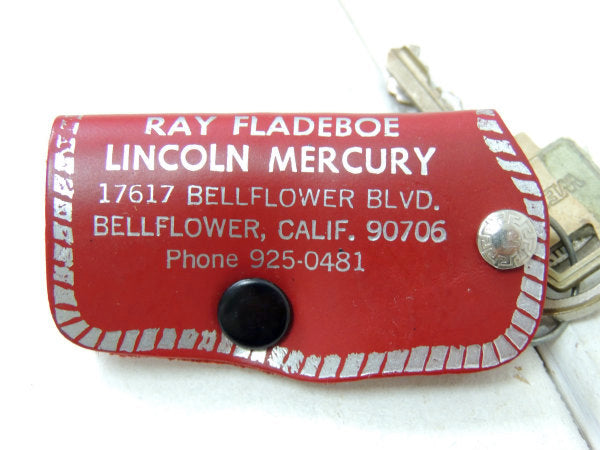 RAY FLADEBOE
LINCOLN MERCURY
17617 BELLFLOWER BLVD.
BELLFLOWER, CALIF. 90706
Phone 925-0481